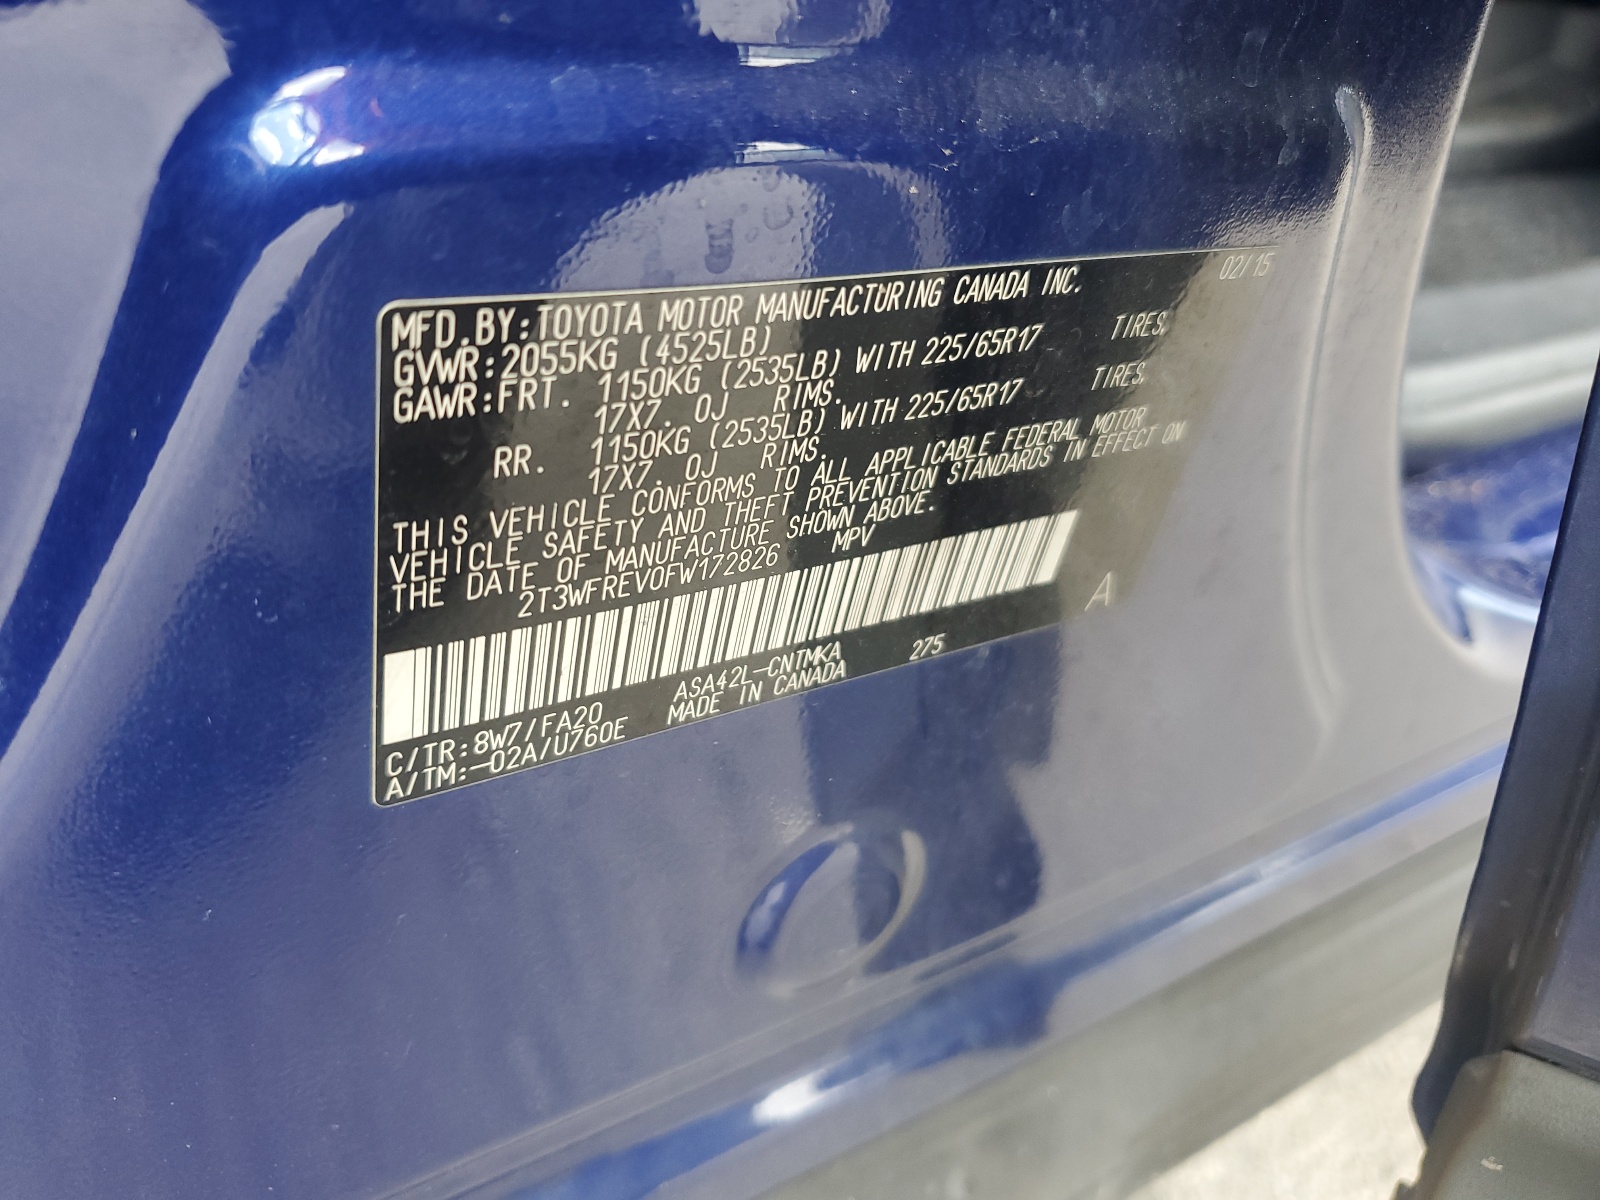 02/15
MFD.BY:TOYOTA MOTOR MANUFACTURING CANADA INC.
GVWR:2055KG (4525LB)
GAWR:FRT. 1150KG (2535LB) WITH 225/65R17 TIRES,
17X7. 0J RIMS.
RR. 1150KG (2535LB) WITH 225/65R17 TIRES,
17X7. 0J RIMS.
THIS VEHICLE CONFORMS TO ALL APPLICABLE FEDERAL MOTOR
VEHICLE SAFETY AND THEFT PREVENTION STANDARDS IN EFFECT ON
THE DATE OF MANUFACTURE SHOWN ABOVE.
2T3WFREV0FW172826 MPV
A
C/TR:8W7/FA20 ASA42L-CNTMKA 275
A/TM:-02A/U760E MADE IN CANADA